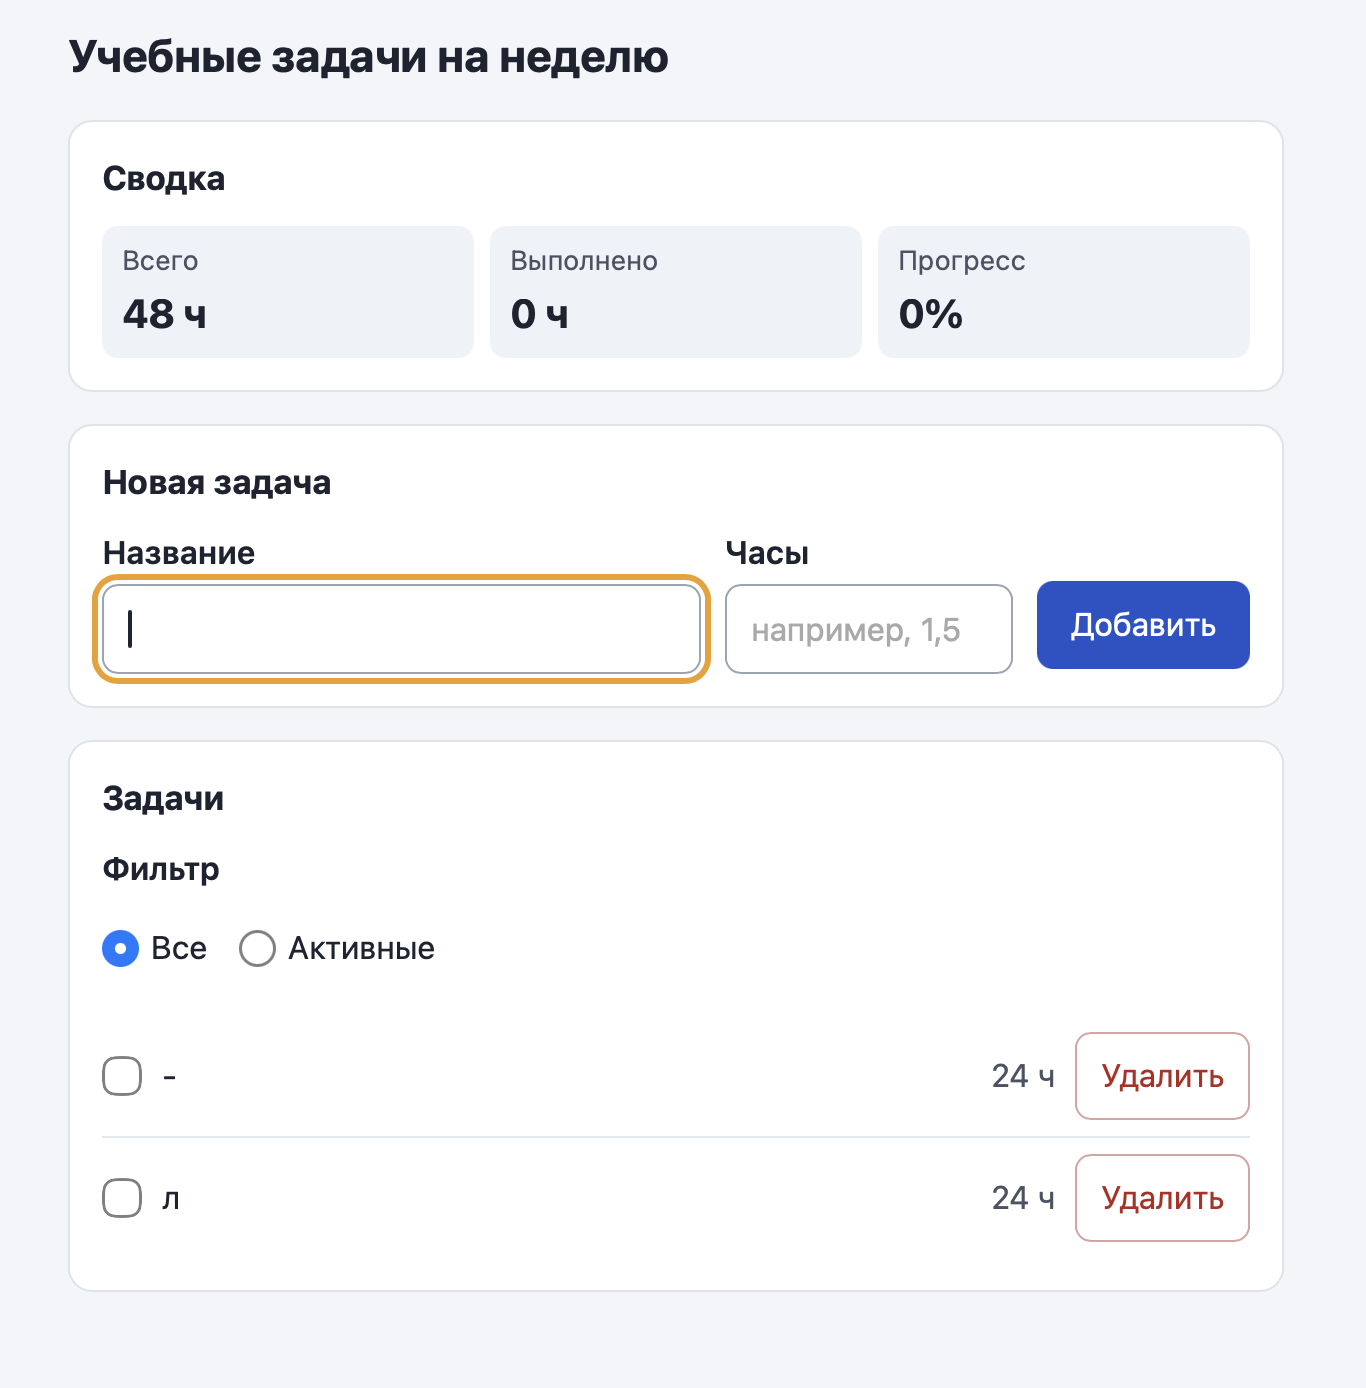 Учебные задачи на неделю
Сводка
Всего
48 ч
Выполнено
0 ч
Прогресс
0%
Новая задача
Название
Часы
например, 1,5
Добавить
Задачи
Фильтр
Все
Активные
-
24 ч
Удалить
л
24 ч
Удалить